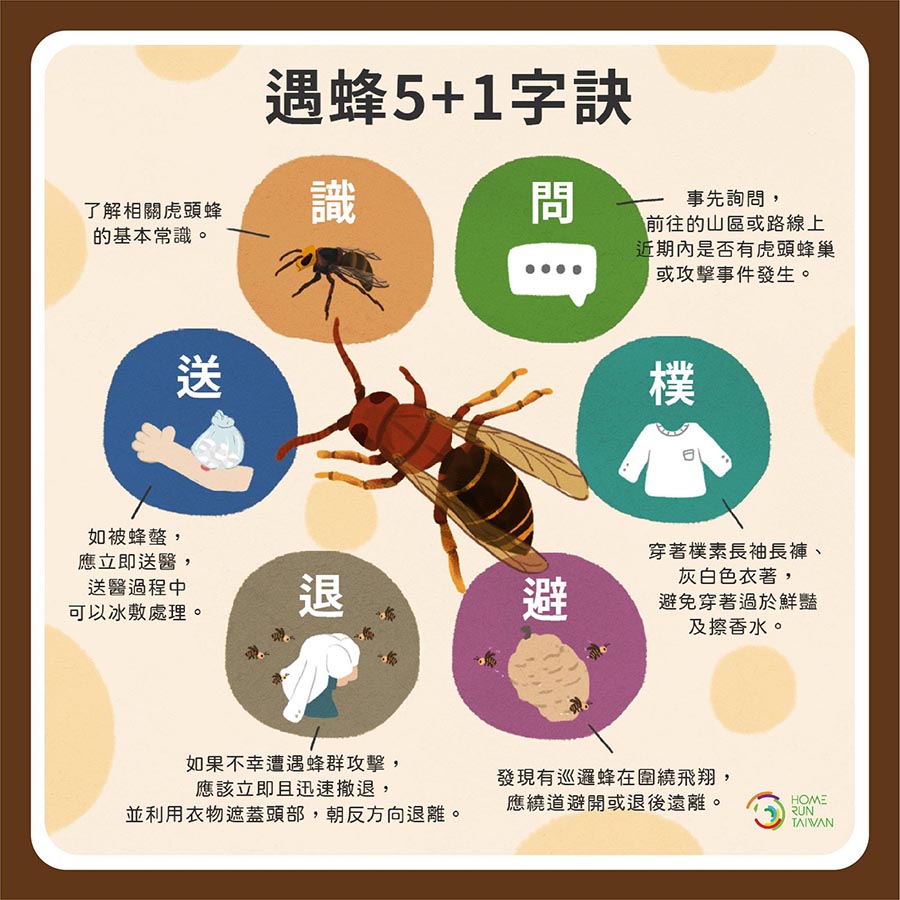 遇蜂5+1字訣
識
了解相關虎頭蜂
的基本常識。
問
事先詢問，
前往的山區或路線上
近期內是否有虎頭蜂巢
或攻擊事件發生。
樸
穿著樸素長袖長褲、
灰白色衣著，
避免穿著過於鮮豔
及擦香水。
避
發現有巡邏蜂在圍繞飛翔，
應繞道避開或退後遠離。
退
如果不幸遭遇蜂群攻擊，
應該立即且迅速撤退，
並利用衣物遮蓋頭部，朝反方向退離。
送
如被蜂螫，
應立即送醫，
送醫過程中
可以冰敷處理。
HOME
RUN
TAIWAN